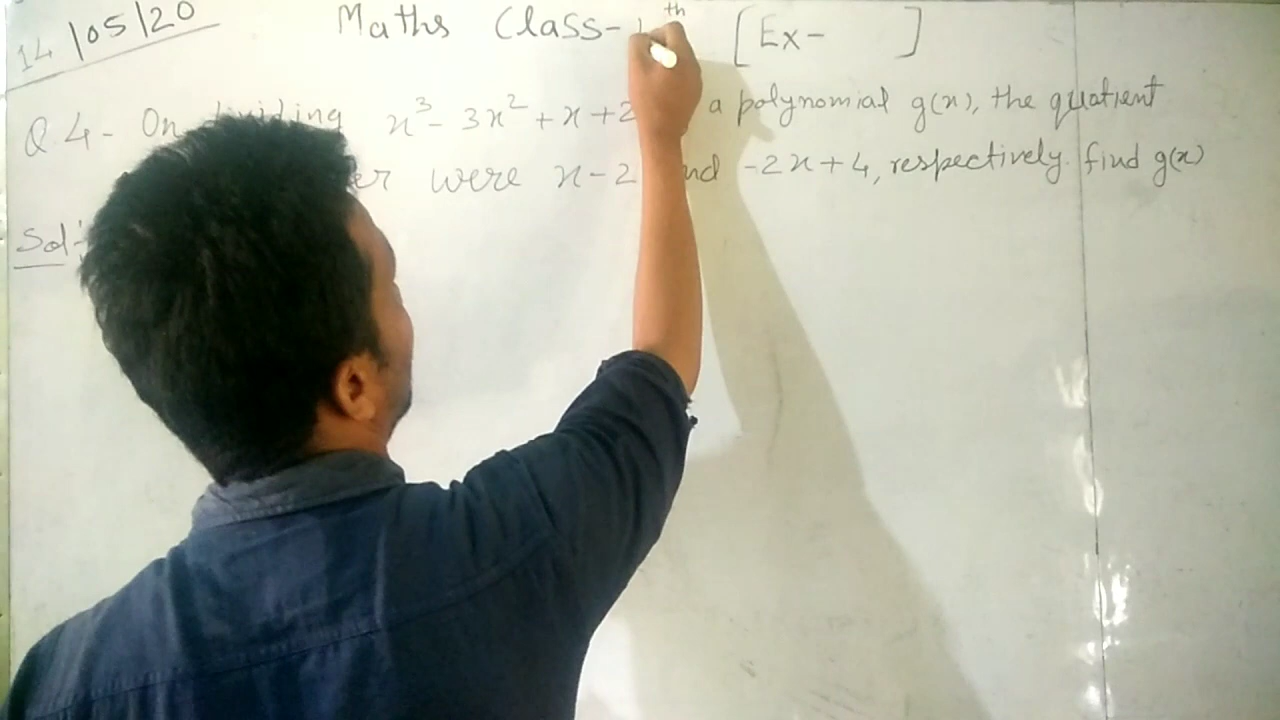 14/05/20
Maths Class- th [Ex- ]
Q.4- On dividing x³- 3x² + x + 2 a polynomial g(x), the quatient
er were x - 2 nd -2x + 4, respectively. find g(x)
Sol